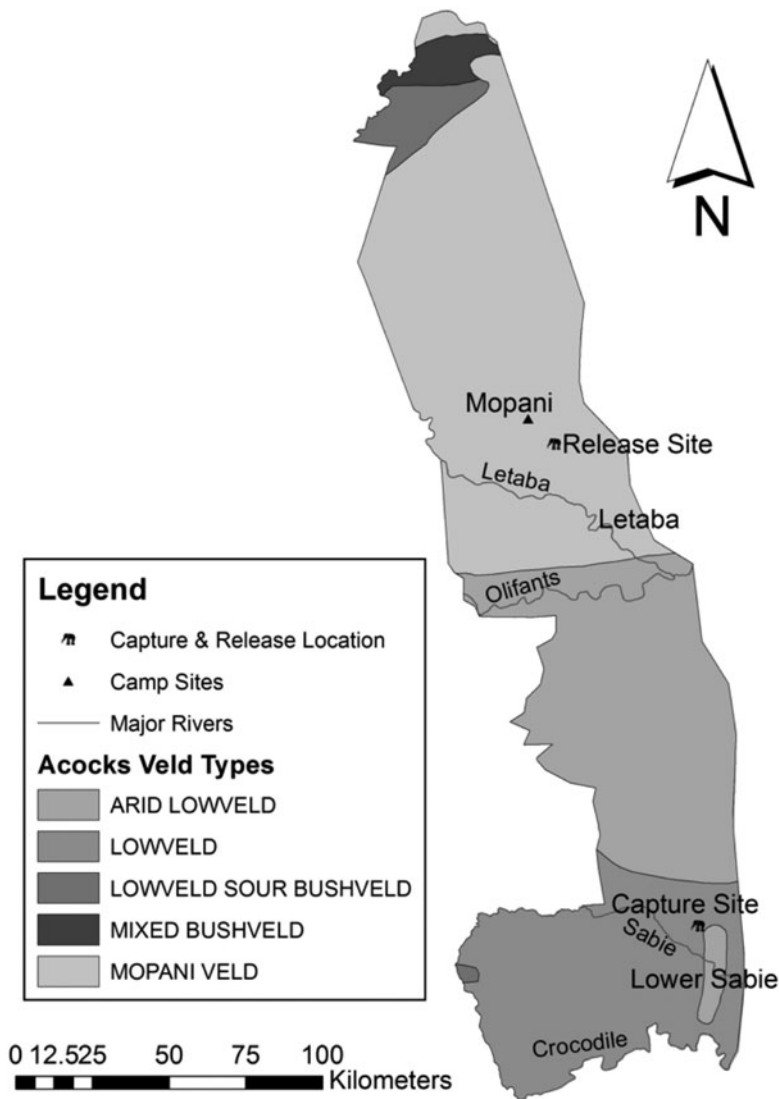 N
Mopani
Release Site
Letaba
Letaba
Olifants
Legend
Capture & Release Location
Camp Sites
Major Rivers
Acocks Veld Types
ARID LOWVELD
LOWVELD
LOWVELD SOUR BUSHVELD
MIXED BUSHVELD
MOPANI VELD
Capture Site
Sabie
Lower Sabie
Crocodile
0 12.525 50 75 100
Kilometers